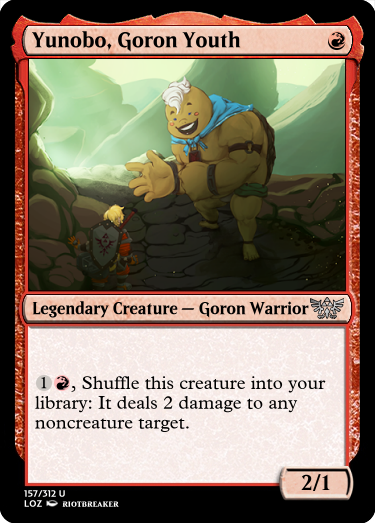 Yunobo, Goron Youth
Legendary Creature — Goron Warrior
1, Shuffle this creature into your
library: It deals 2 damage to any
noncreature target.
2/1
157/312 U
LOZ RIOTBREAKER